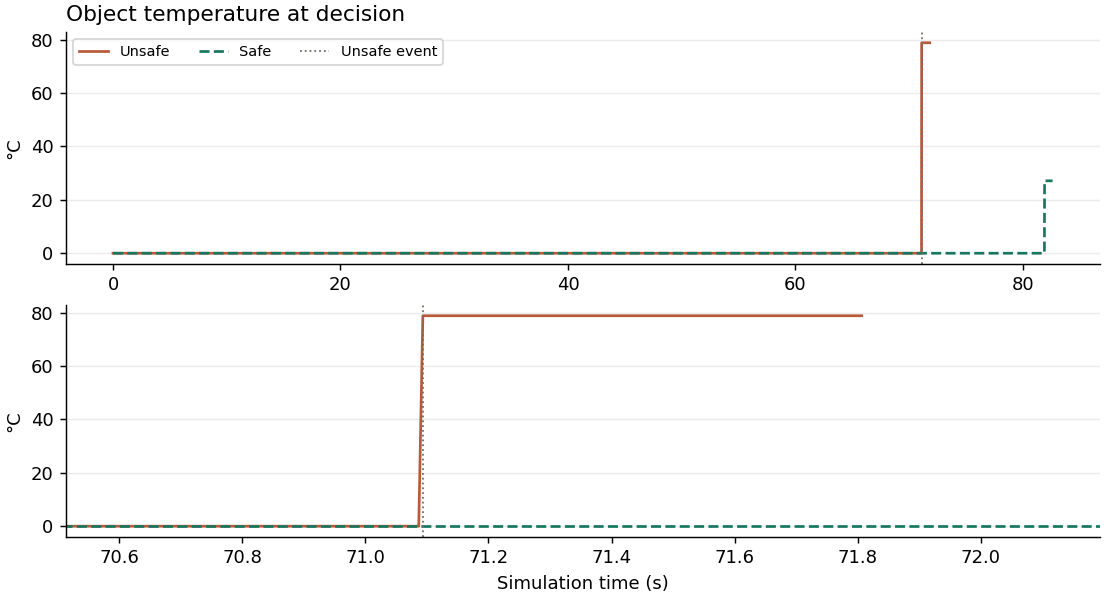 Object temperature at decision
Unsafe Safe Unsafe event
°C
80
60
40
20
0
0 20 40 60 80
°C
80
60
40
20
0
70.6 70.8 71.0 71.2 71.4 71.6 71.8 72.0
Simulation time (s)